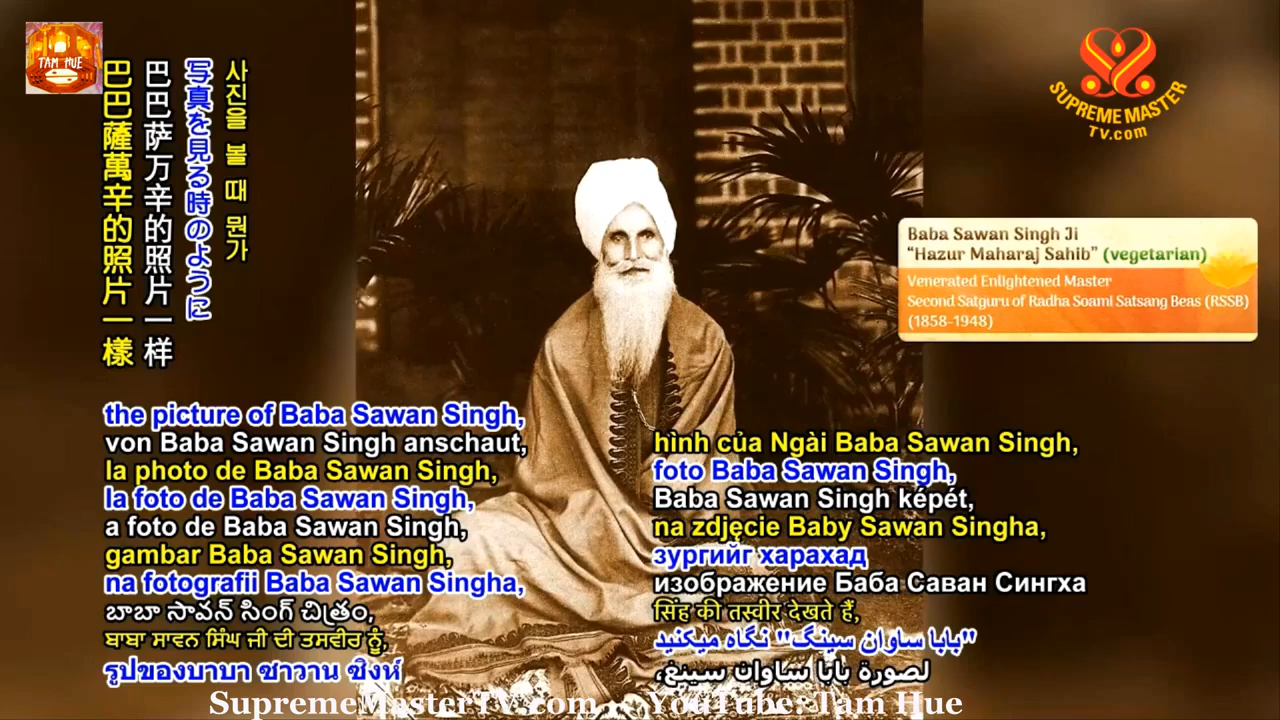 TAM HUE
巴巴薩萬辛的照片一樣
巴巴萨万辛的照片一样
写真を見る時のように
사진을 볼 때 뭔가
SUPREME MASTER
TV.com
Baba Sawan Singh Ji
“Hazur Maharaj Sahib” (vegetarian)
Venerated Enlightened Master
Second Satguru of Radha Soami Satsang Beas (RSSB)
(1858-1948)
the picture of Baba Sawan Singh,
von Baba Sawan Singh anschaut,
la photo de Baba Sawan Singh,
la foto de Baba Sawan Singh,
a foto de Baba Sawan Singh,
gambar Baba Sawan Singh,
na fotografii Baba Sawan Singha,
బాబా సావన్ సింగ్ చిత్రం,
ਬਾਬਾ ਸਾਵਨ ਸਿੰਘ ਜੀ ਦੀ ਤਸਵੀਰ ਨੂੰ,
รูปของบาบา ซาวาน ซิงห์
hình của Ngài Baba Sawan Singh,
foto Baba Sawan Singh,
Baba Sawan Singh képét,
na zdjęcie Baby Sawan Singha,
зургийг харахад
изображение Баба Саван Сингха
सिंह की तस्वीर देखते हैं,
"بابا ساوان سینگ" نگاه میکنید
لصورة بابا ساوان سينغ،
SupremeMasterTV.com - YouTube: Tam Hue